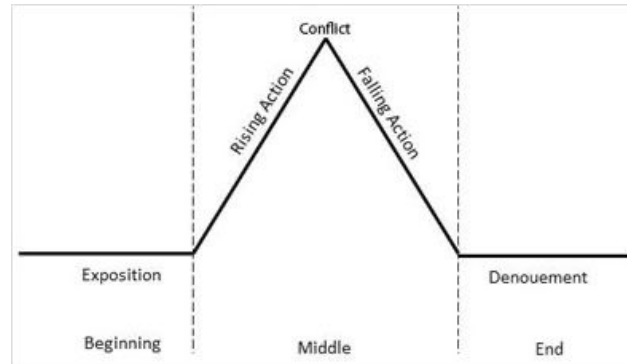 Conflict
Rising Action
Falling Action
Exposition
Denouement
Beginning
Middle
End